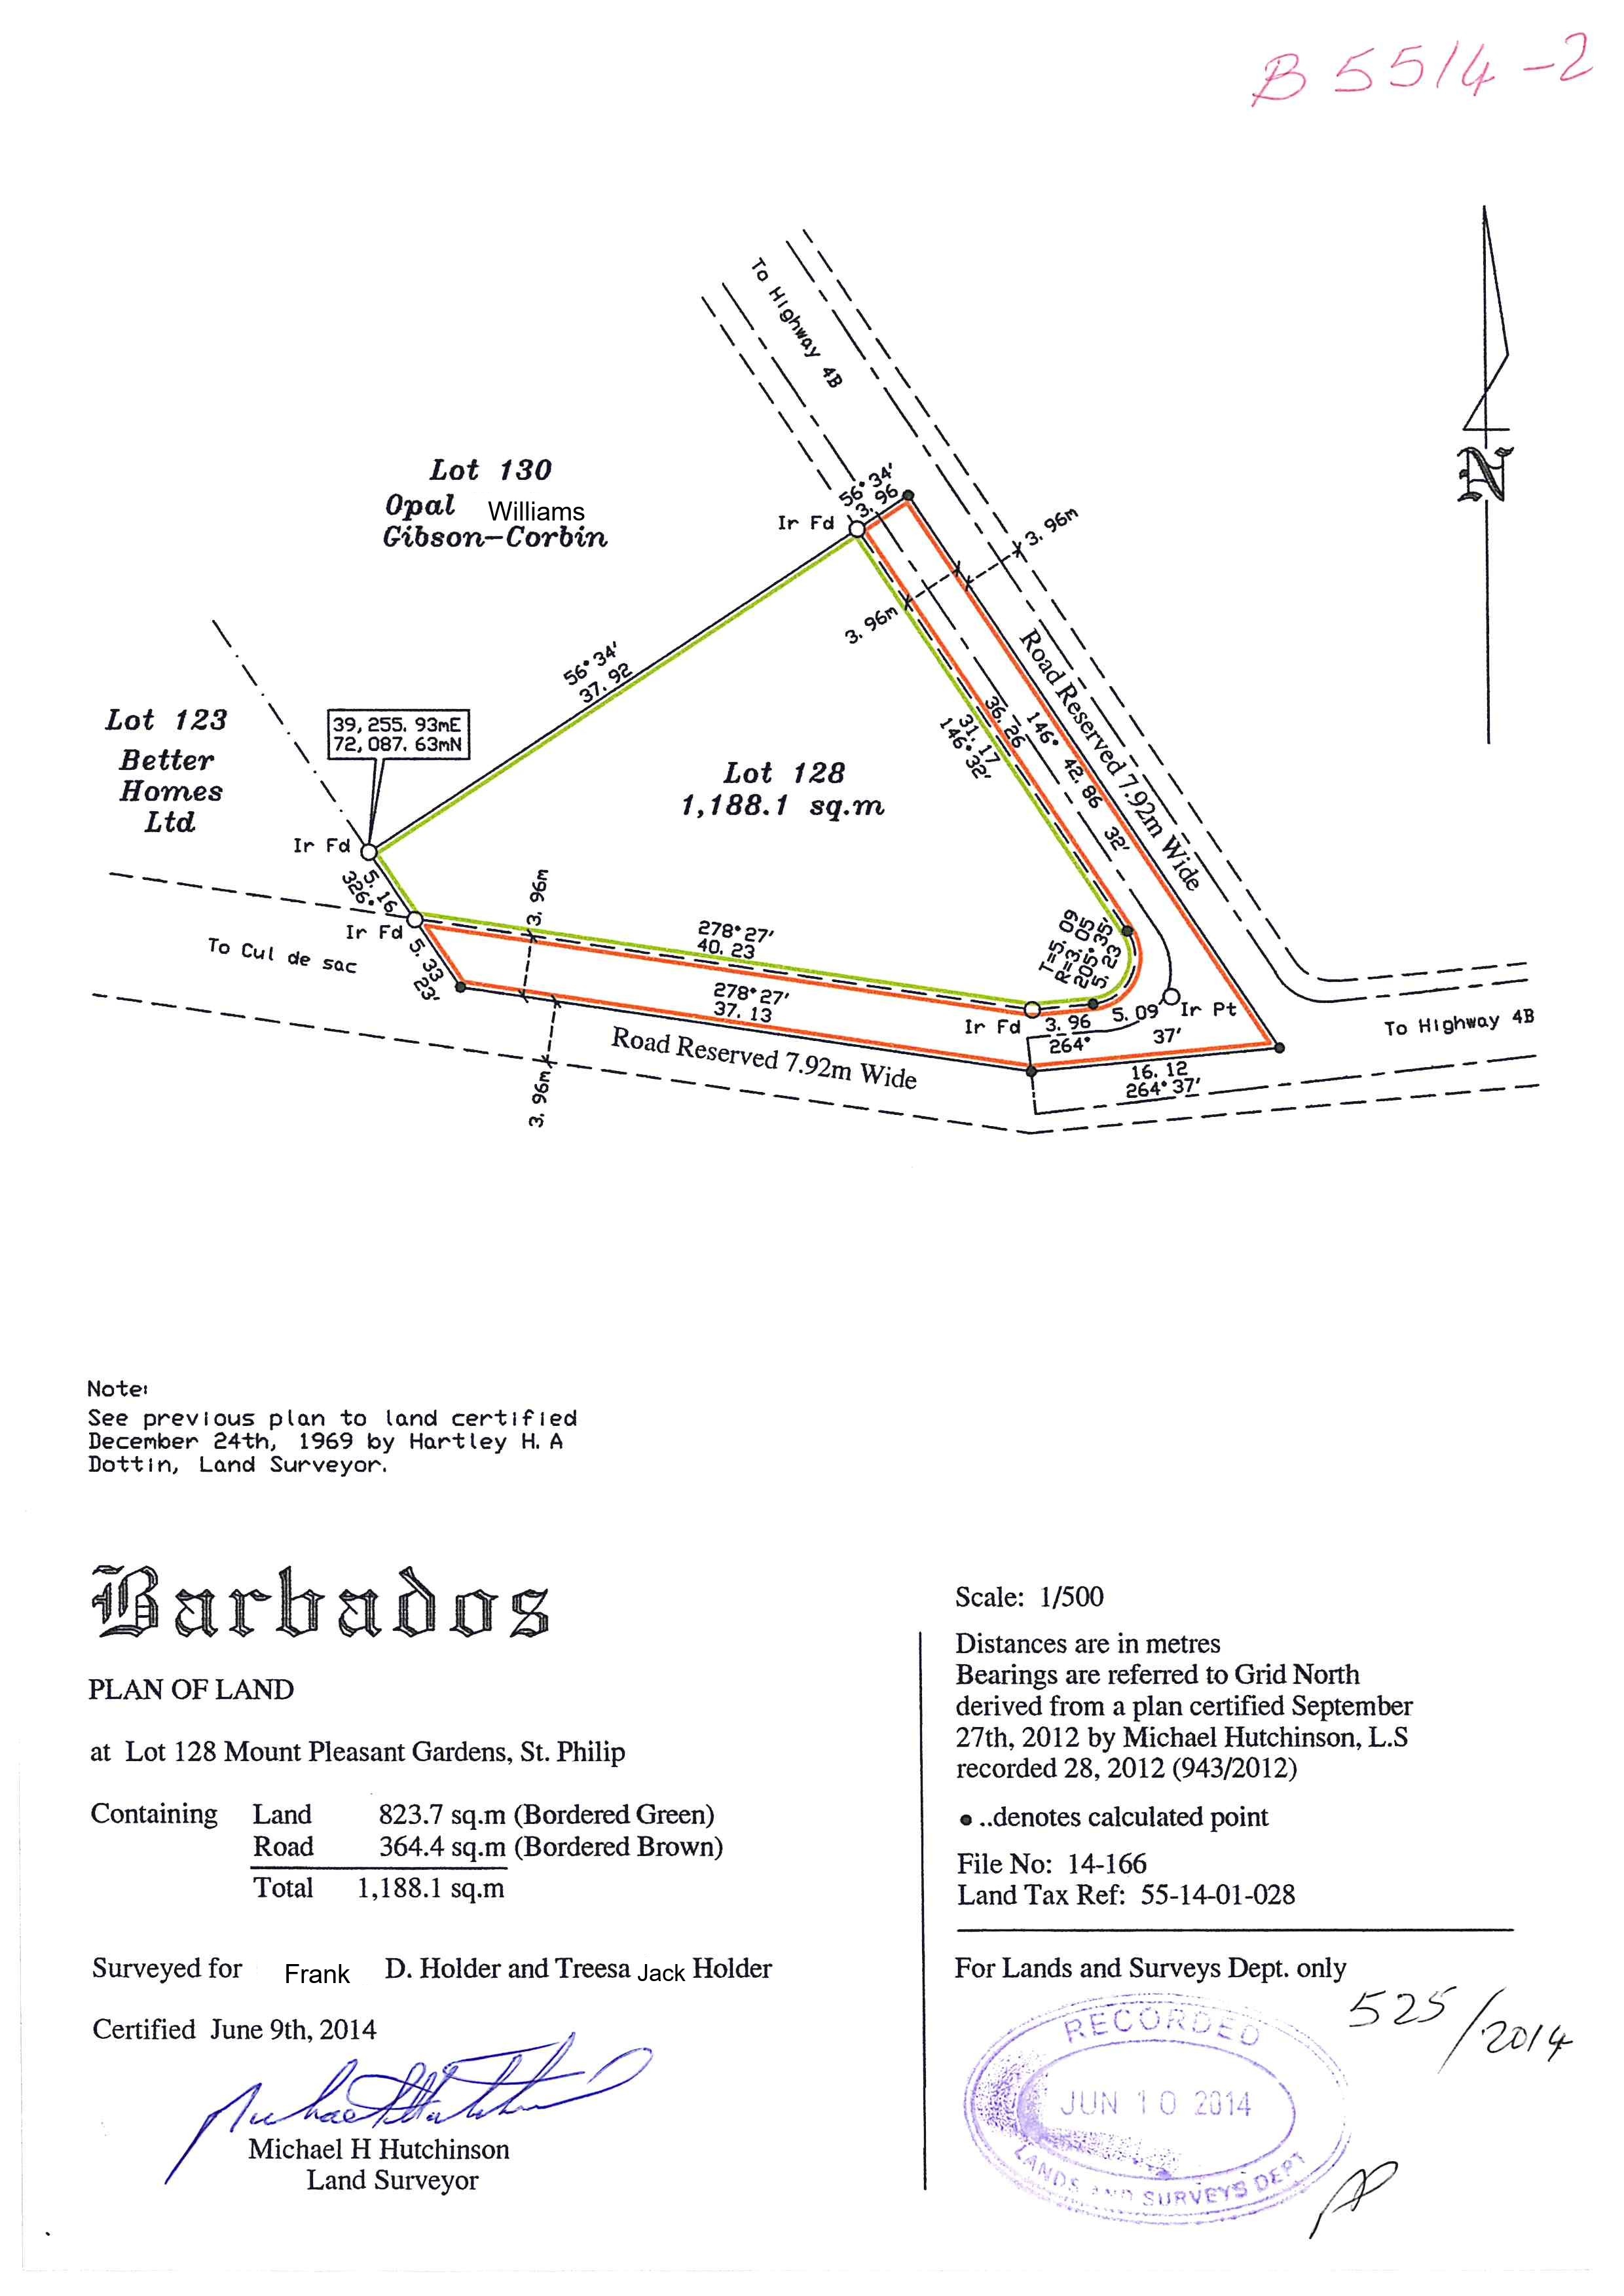 B 5514-2
To Highway 4B
Lot 130
Opal Williams
Gibson-Corbin
Ir Fd
56° 34'
3.96
3.96m
3.96m
56° 34'
37.92
Road Reserved 7.92m Wide
Lot 123
Better
Homes
Ltd
39,255.93mE
72,087.63mN
Lot 128
1,188.1 sq.m
36.26
31.17
146° 32'
146° 32'
42.86
Ir Fd
5.16
326°
Ir Fd
5.33
23'
To Cul de sac
3.96m
278° 27'
40.23
T=5.09
R=3.05
205° 35'
5.23
278° 27'
37.13
Ir Fd
3.96
5.09
Ir Pt
264° 37'
To Highway 4B
Road Reserved 7.92m Wide
16.12
264° 37'
3.96m
N
Note:
See previous plan to land certified
December 24th, 1969 by Hartley H.A
Dottin, Land Surveyor.
Barbados
PLAN OF LAND
at Lot 128 Mount Pleasant Gardens, St. Philip
Containing Land 823.7 sq.m (Bordered Green)
Road 364.4 sq.m (Bordered Brown)
Total 1,188.1 sq.m
Surveyed for Frank D. Holder and Treesa Jack Holder
Certified June 9th, 2014
Michael H Hutchinson
Land Surveyor
Scale: 1/500
Distances are in metres
Bearings are referred to Grid North
derived from a plan certified September
27th, 2012 by Michael Hutchinson, L.S
recorded 28, 2012 (943/2012)
..denotes calculated point
File No: 14-166
Land Tax Ref: 55-14-01-028
For Lands and Surveys Dept. only
525/2014
RECORDED
JUN 10 2014
LANDS AND SURVEYS DEPT